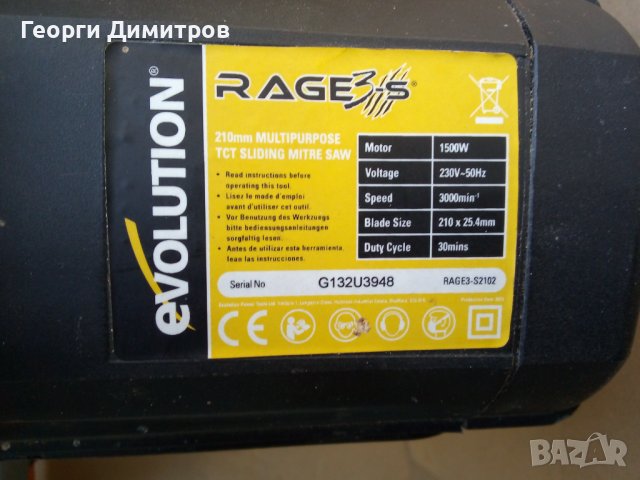 Георги Димитров
evolution®
RAGE3-S®
210mm MULTIPURPOSE
TCT SLIDING MITRE SAW
• Read instructions before
operating this tool.
• Lisez le mode d'emploi
avant d'utiliser cet outil.
• Vor Benutzung des Werkzeugs
bitte bedienungsanleitungen
sorgfältig lesen.
• Antes de utilizar esta herramienta
lean las instrucciones.
Motor 1500W
Voltage 230V~50Hz
Speed 3000min⁻¹
Blade Size 210 x 25.4mm
Duty Cycle 30mins
Serial No G132U3948 RAGE3-S2102
CE
BAZAR